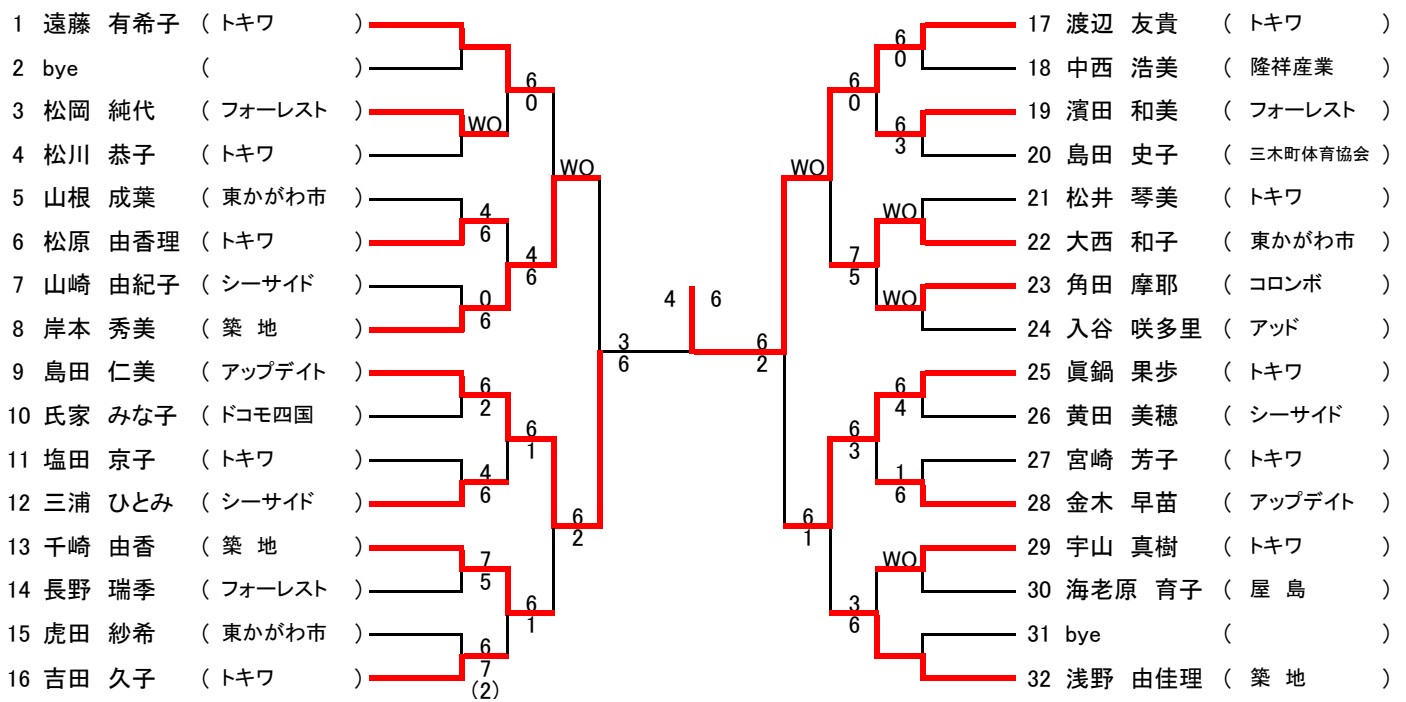 1 遠藤 有希子 ( トキワ )
2 bye ( )
3 松岡 純代 ( フォーレスト )
4 松川 恭子 ( トキワ )
5 山根 成葉 ( 東かがわ市 )
6 松原 由香理 ( トキワ )
7 山崎 由紀子 ( シーサイド )
8 岸本 秀美 ( 築 地 )
9 島田 仁美 ( アップデイト )
10 氏家 みな子 ( ドコモ四国 )
11 塩田 京子 ( トキワ )
12 三浦 ひとみ ( シーサイド )
13 千崎 由香 ( 築 地 )
14 長野 瑞季 ( フォーレスト )
15 虎田 紗希 ( 東かがわ市 )
16 吉田 久子 ( トキワ )
WO
4
6
0
6
6
2
4
6
7
5
6
7
(2)
6
0
4
6
6
1
6
1
WO
6
2
3
6
4 6
6
2
WO
6
1
6
0
7
5
6
3
3
6
6
0
6
3
WO
WO
6
4
1
6
WO
17 渡辺 友貴 ( トキワ )
18 中西 浩美 ( 隆祥産業 )
19 濱田 和美 ( フォーレスト )
20 島田 史子 ( 三木町体育協会 )
21 松井 琴美 ( トキワ )
22 大西 和子 ( 東かがわ市 )
23 角田 摩耶 ( コロンボ )
24 入谷 咲多里 ( アッド )
25 眞鍋 果歩 ( トキワ )
26 黄田 美穂 ( シーサイド )
27 宮崎 芳子 ( トキワ )
28 金木 早苗 ( アップデイト )
29 宇山 真樹 ( トキワ )
30 海老原 育子 ( 屋 島 )
31 bye ( )
32 浅野 由佳理 ( 築 地 )